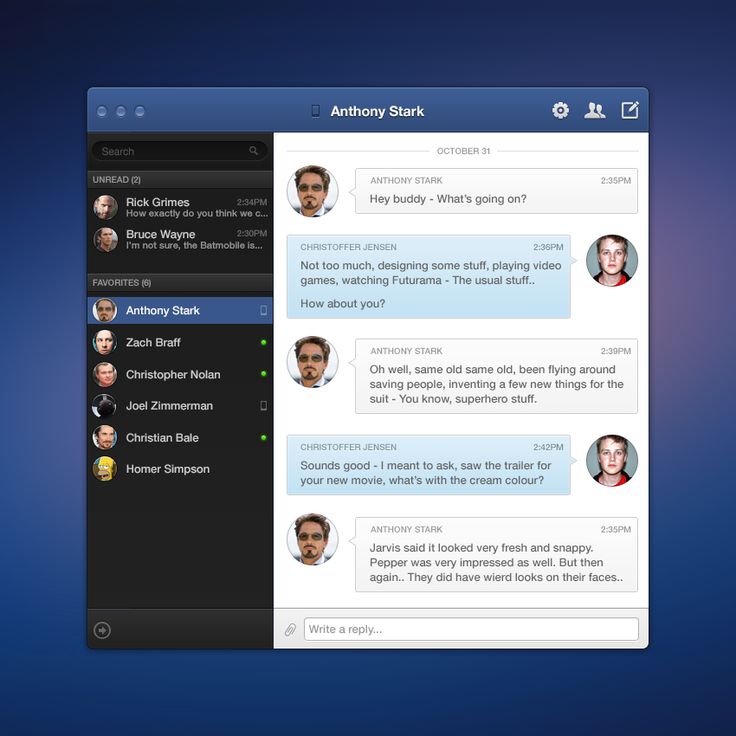 Anthony Stark
Search
UNREAD (2)
Rick Grimes 2:34PM
How exactly do you think we c...
Bruce Wayne 2:30PM
I'm not sure, the Batmobile is...
FAVORITES (6)
Anthony Stark
Zach Braff
Christopher Nolan
Joel Zimmerman
Christian Bale
Homer Simpson
OCTOBER 31
ANTHONY STARK 2:35PM
Hey buddy - What's going on?
CHRISTOFFER JENSEN 2:36PM
Not too much, designing some stuff, playing video
games, watching Futurama - The usual stuff..
How about you?
ANTHONY STARK 2:39PM
Oh well, same old same old, been flying around
saving people, inventing a few new things for the
suit - You know, superhero stuff.
CHRISTOFFER JENSEN 2:42PM
Sounds good - I meant to ask, saw the trailer for
your new movie, what's with the cream colour?
ANTHONY STARK 2:35PM
Jarvis said it looked very fresh and snappy.
Pepper was very impressed as well. But then
again.. They did have wierd looks on their faces..
Write a reply...